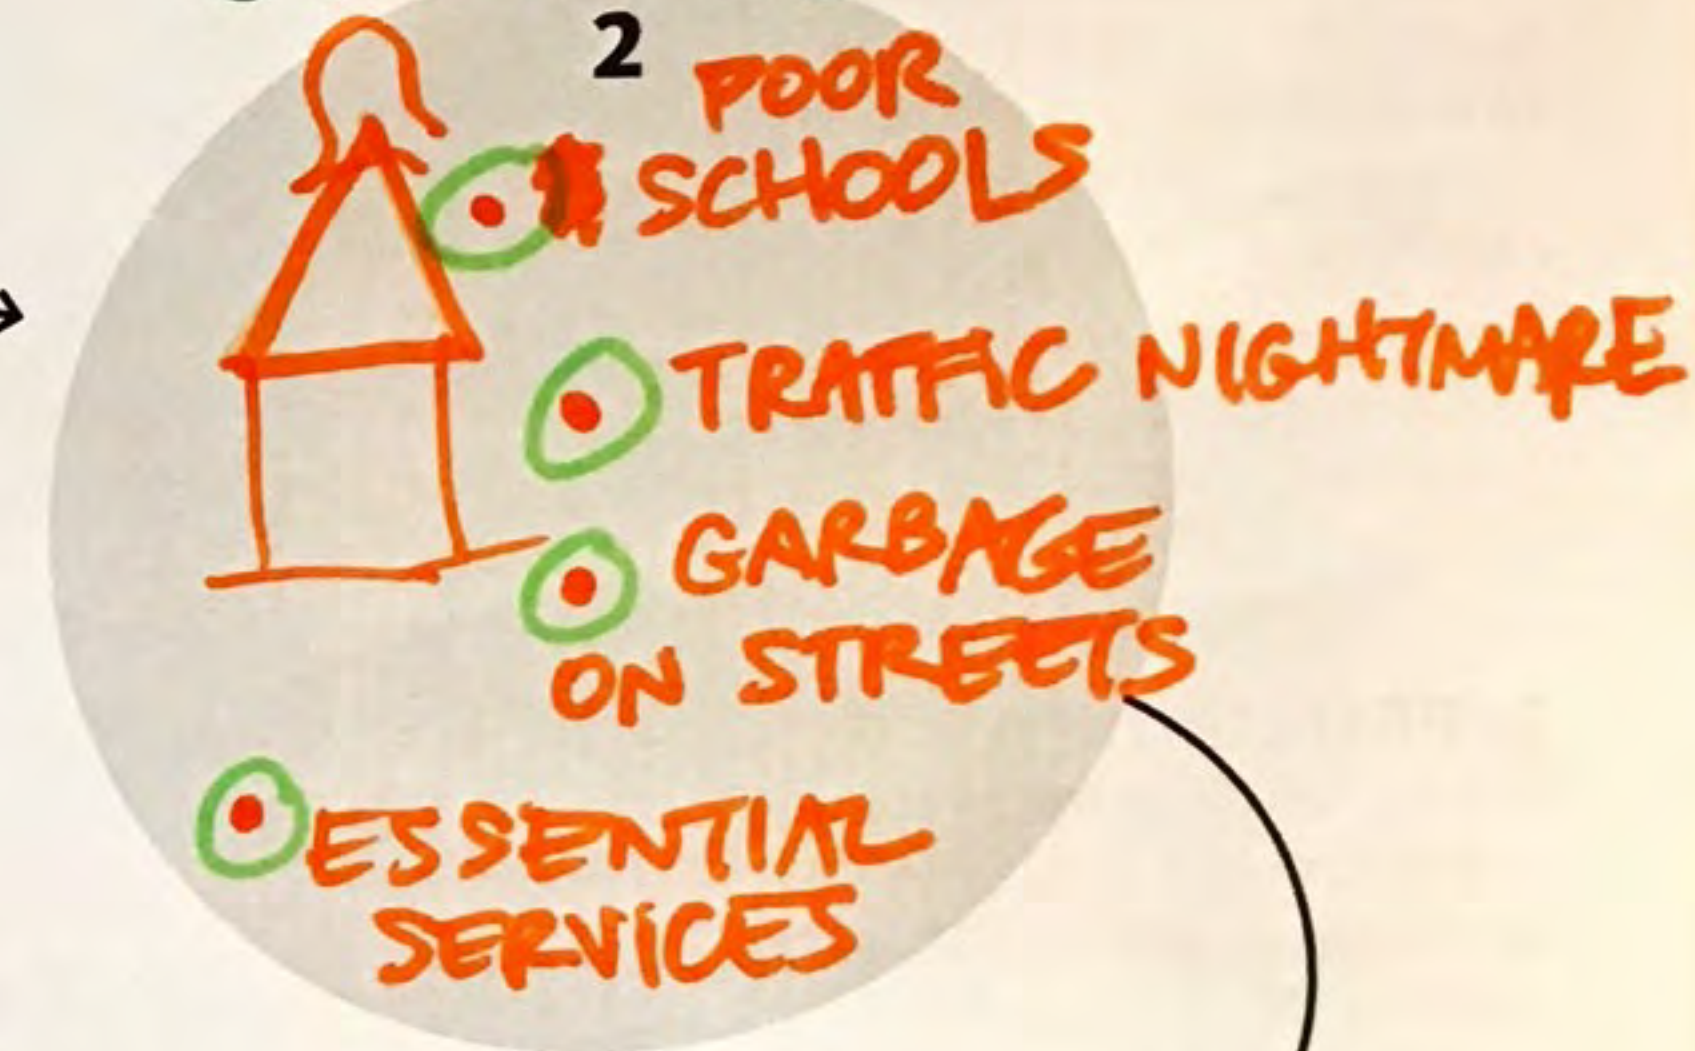 2
POOR
SCHOOLS
TRAFFIC NIGHTMARE
GARBAGE
ON STREETS
ESSENTIAL
SERVICES